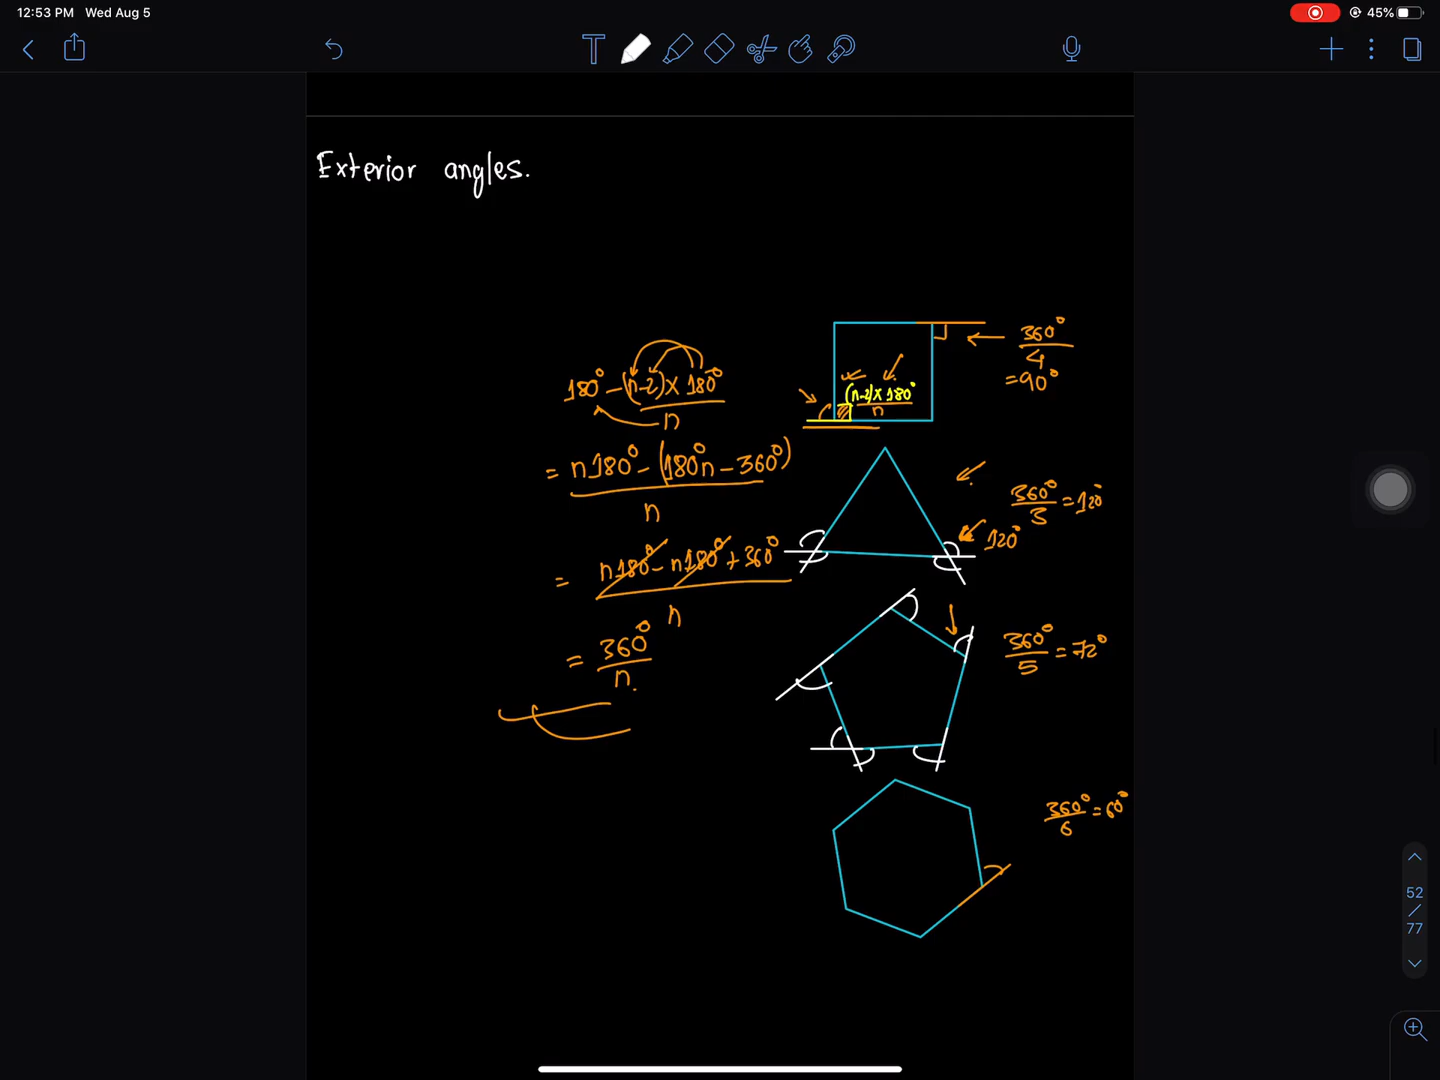 12:53 PM Wed Aug 5
45%
Exterior angles.
360°/4
=90°
180° - (n-2) × 180°/n
(n-2) × 180°/n
= n180° - (180°n - 360°)/n
360°/3 = 120°
120°
= n180° - n180° + 360°/n
= 360°/n.
360°/5 = 72°
360°/6 = 60°
52
/
77